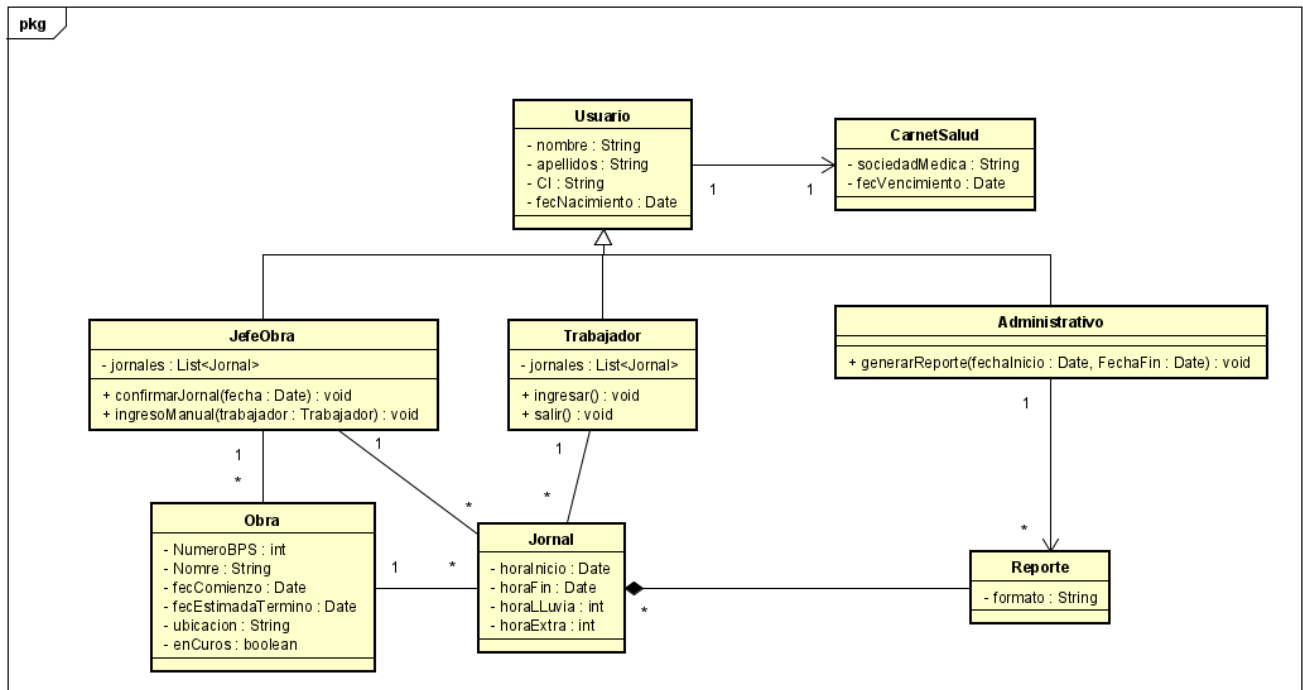 pkg
Usuario
- nombre : String
- apellidos : String
- CI : String
- fecNacimiento : Date
CarnetSalud
- sociedadMedica : String
- fecVencimiento : Date
1
1
JefeObra
- jornales : List<Jornal>
+ confirmarJornal(fecha : Date) : void
+ ingresoManual(trabajador : Trabajador) : void
Trabajador
- jornales : List<Jornal>
+ ingresar() : void
+ salir() : void
Administrativo
+ generarReporte(fechaInicio : Date, FechaFin : Date) : void
1
*
1
*
1
*
1
*
Obra
- NumeroBPS : int
- Nomre : String
- fecComienzo : Date
- fecEstimadaTermino : Date
- ubicacion : String
- enCuros : boolean
1
*
Jornal
- horaInicio : Date
- horaFin : Date
- horaLLuvia : int
- horaExtra : int
*
Reporte
- formato : String